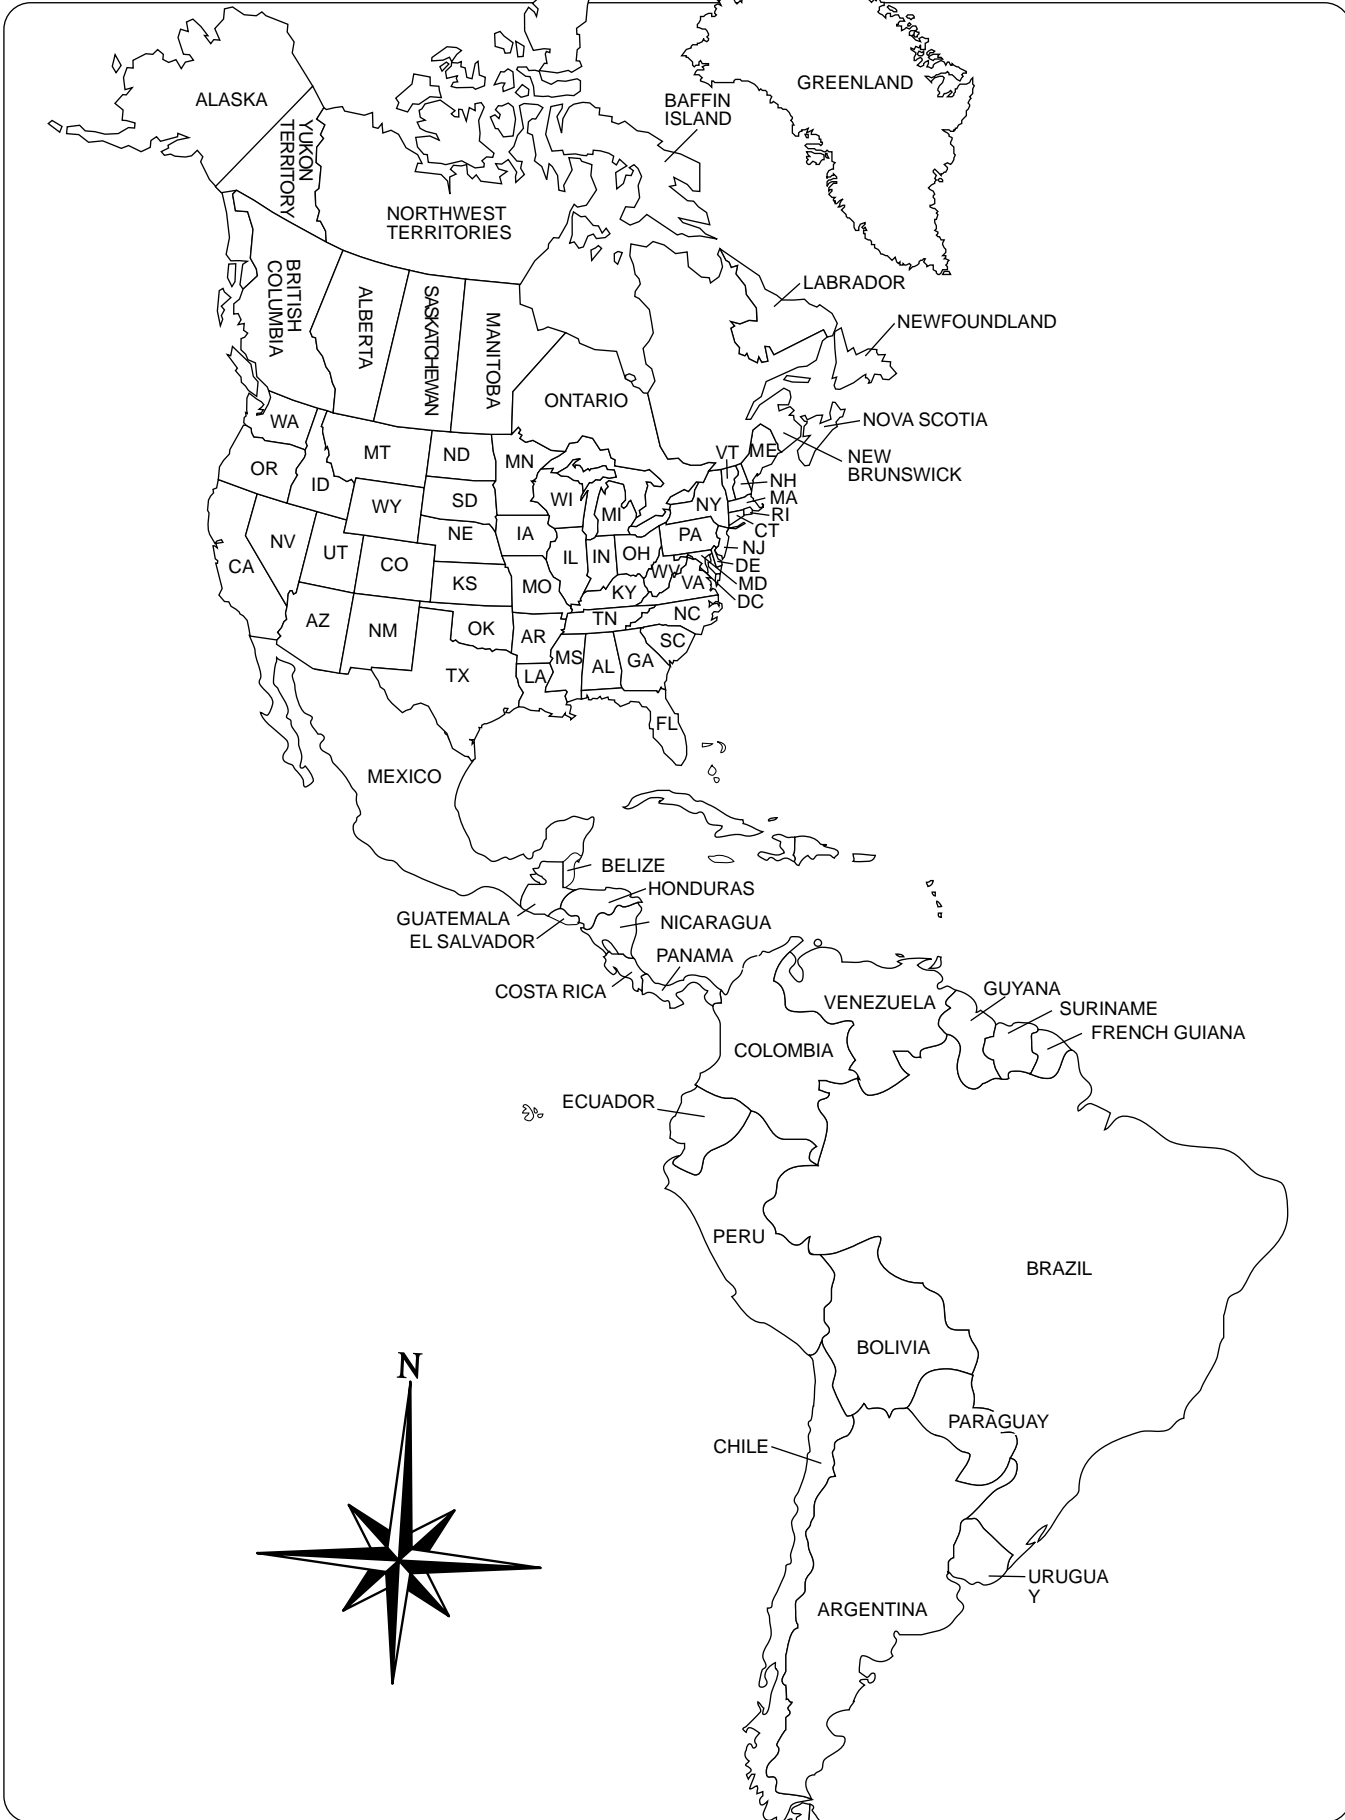 GREENLAND
ALASKA
BAFFIN
ISLAND
YUKON
TERRITORY
NORTHWEST
TERRITORIES
LABRADOR
BRITISH
COLUMBIA
ALBERTA
SASKATCHEWAN
MANITOBA
NEWFOUNDLAND
ONTARIO
NOVA SCOTIA
NEW
BRUNSWICK
WA
MT
ND
MN
VT
ME
OR
ID
WY
SD
WI
MI
NY
NH
MA
RI
CT
NV
UT
CO
NE
IA
IL
IN
OH
PA
NJ
DE
MD
DC
CA
KS
MO
KY
WV
VA
AZ
NM
OK
AR
TN
NC
SC
TX
LA
MS
AL
GA
FL
MEXICO
BELIZE
HONDURAS
GUATEMALA
NICARAGUA
EL SALVADOR
PANAMA
COSTA RICA
VENEZUELA
GUYANA
SURINAME
FRENCH GUIANA
COLOMBIA
ECUADOR
PERU
BRAZIL
BOLIVIA
N
PARAGUAY
CHILE
URUGUA
Y
ARGENTINA